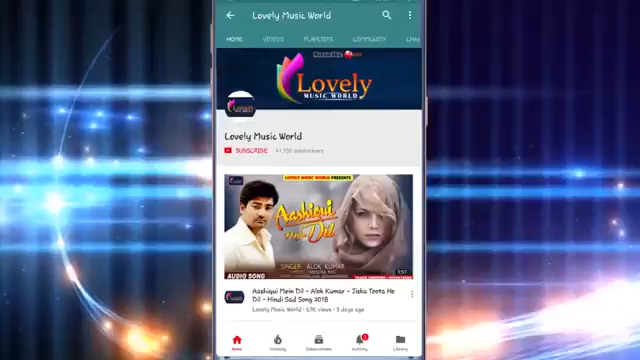 Lovely Music World
HOME VIDEOS PLAYLISTS COMMUNITY
Lovely
MUSIC WORLD
Lovely Music World
SUBSCRIBE
LOVELY MUSIC WORLD PRESENTS
Aashiqui
Mein Dil
SINGER : ALOK KUMAR
AUDIO SONG
Aashiqui Mein Dil - Alok Kumar - Jiska Toota He
Dil - Hindi Sad Song 2018
Lovely Music World • 67K views • 3 days ago
Home Trending Subscriptions Activity Library